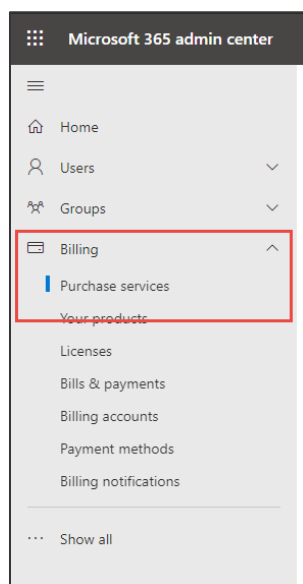 Microsoft 365 admin center
Home
Users
Groups
Billing
Purchase services
Your products
Licenses
Bills & payments
Billing accounts
Payment methods
Billing notifications
Show all